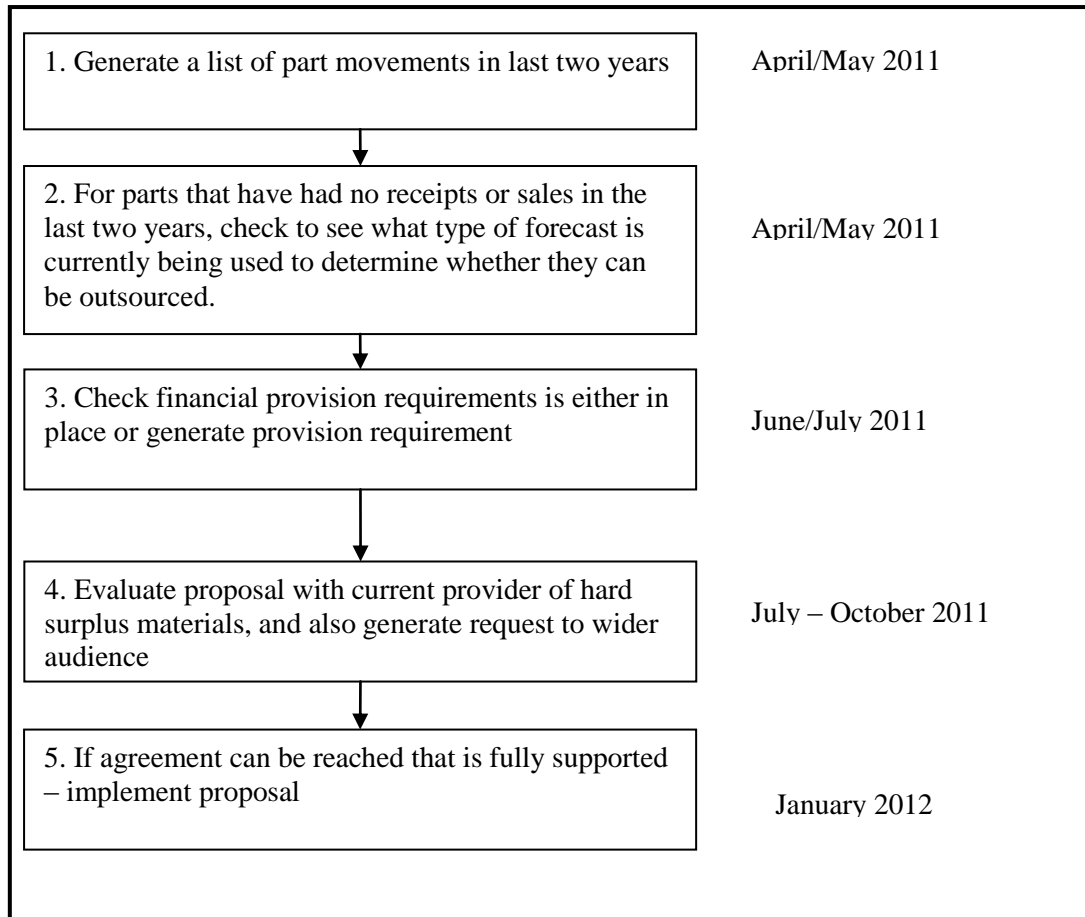 1. Generate a list of part movements in last two years
April/May 2011
2. For parts that have had no receipts or sales in the
last two years, check to see what type of forecast is
currently being used to determine whether they can
be outsourced.
April/May 2011
3. Check financial provision requirements is either in
place or generate provision requirement
June/July 2011
4. Evaluate proposal with current provider of hard
surplus materials, and also generate request to wider
audience
July – October 2011
5. If agreement can be reached that is fully supported
– implement proposal
January 2012